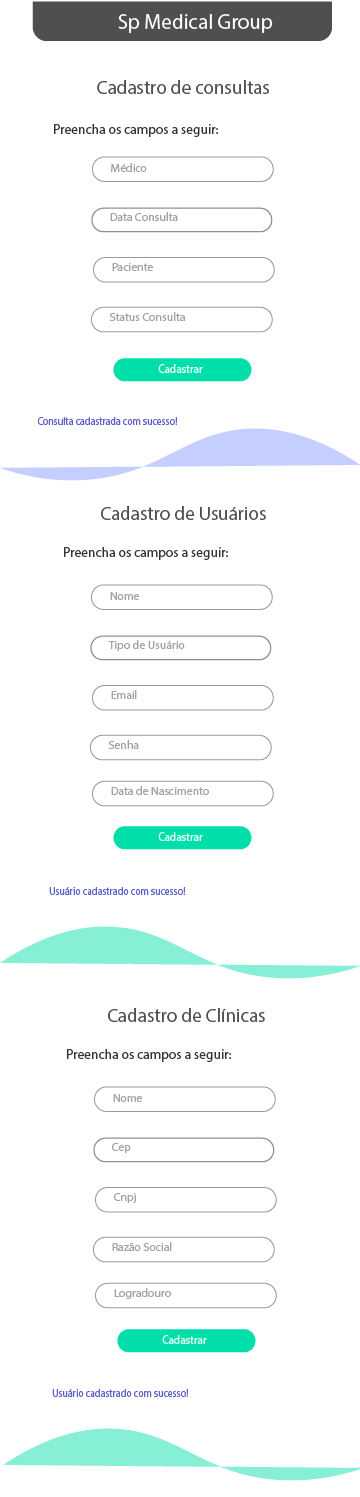 Sp Medical Group
Cadastro de consultas
Preencha os campos a seguir:
Médico
Data Consulta
Paciente
Status Consulta
Cadastrar
Consulta cadastrada com sucesso!
Cadastro de Usuários
Preencha os campos a seguir:
Nome
Tipo de Usuário
Email
Senha
Data de Nascimento
Cadastrar
Usuário cadastrado com sucesso!
Cadastro de Clínicas
Preencha os campos a seguir:
Nome
Cep
Cnpj
Razão Social
Logradouro
Cadastrar
Usuário cadastrado com sucesso!